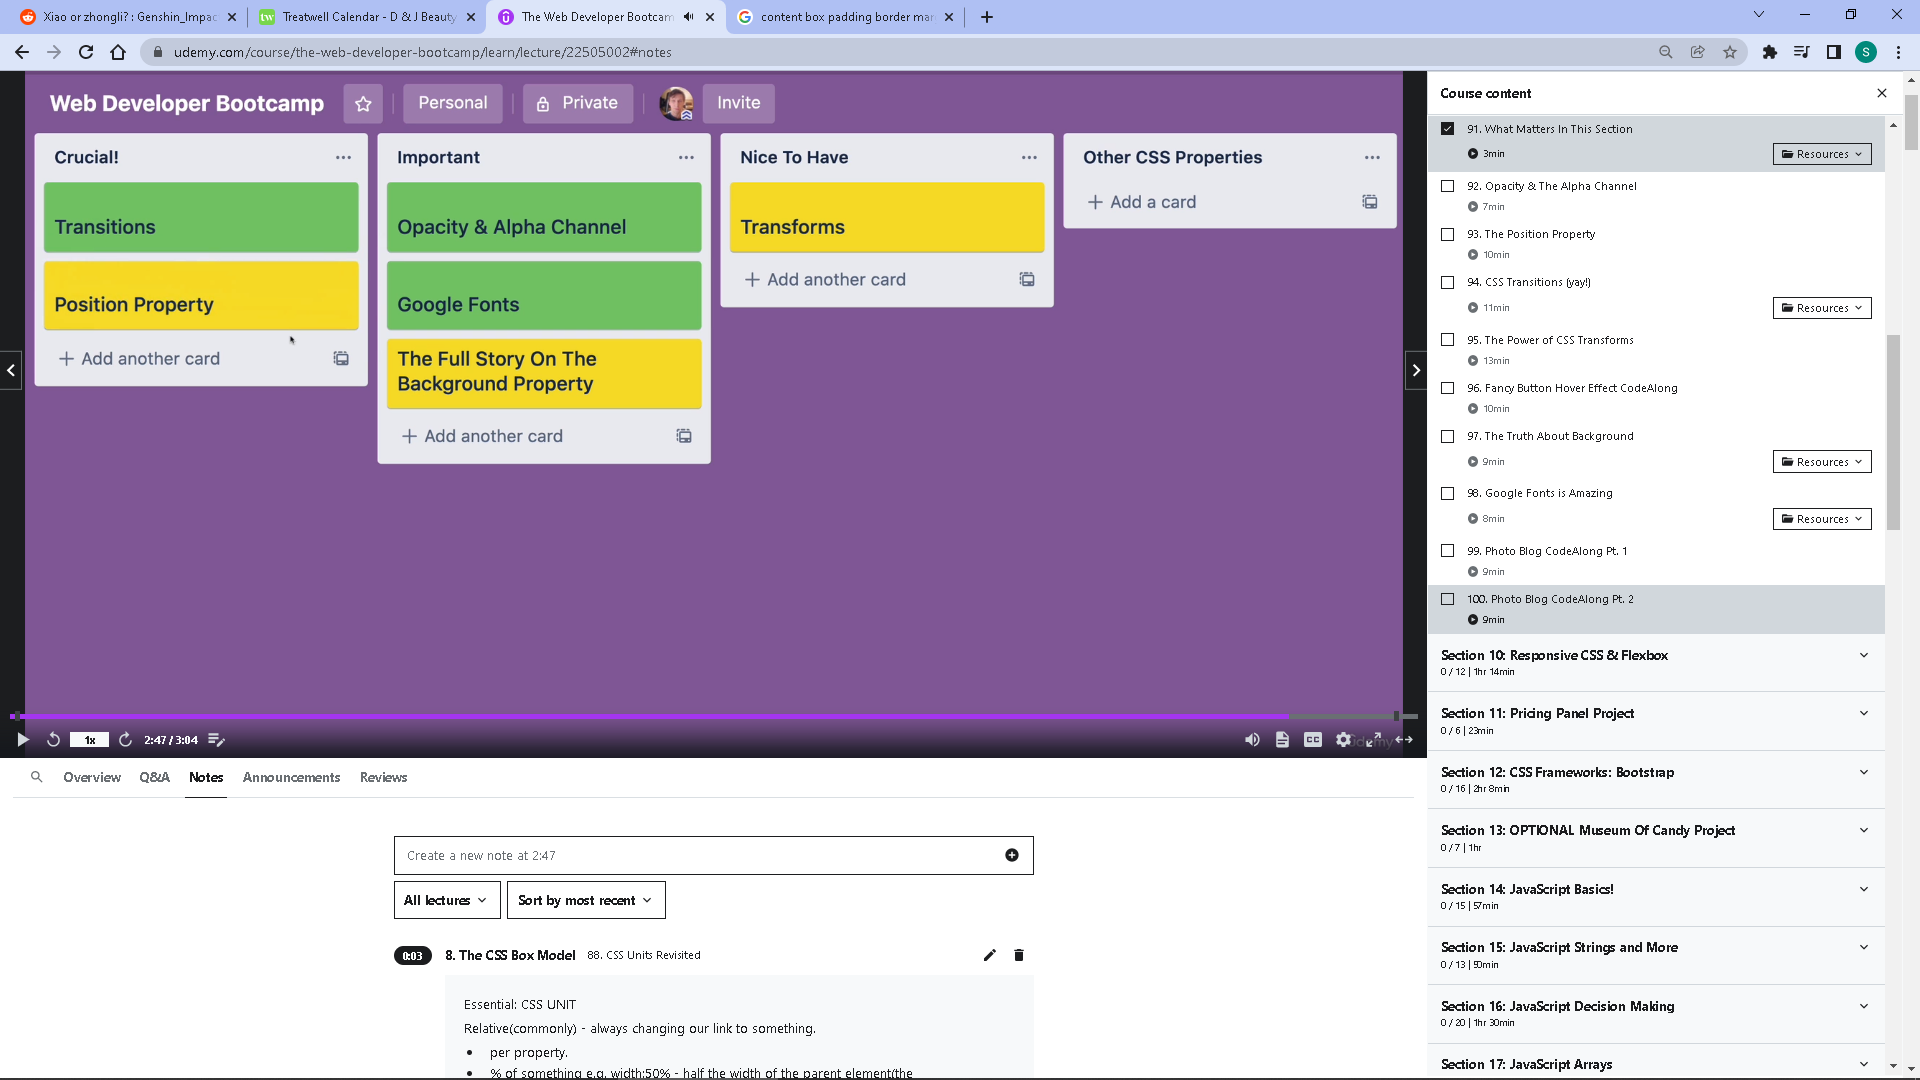 Xiao or zhongli? : Genshin_Impac
Treatwell Calendar - D & J Beauty
The Web Developer Bootcam
content box padding border mar
udemy.com/course/the-web-developer-bootcamp/learn/lecture/22505002#notes
S
Web Developer Bootcamp
Personal
Private
Invite
Crucial!
Transitions
Position Property
+ Add another card
Important
Opacity & Alpha Channel
Google Fonts
The Full Story On The
Background Property
+ Add another card
Nice To Have
Transforms
+ Add another card
Other CSS Properties
+ Add a card
1x
2:47 / 3:04
CC
Overview
Q&A
Notes
Announcements
Reviews
Create a new note at 2:47
All lectures
Sort by most recent
0:03
8. The CSS Box Model
88. CSS Units Revisited
Essential: CSS UNIT
Relative(commonly) - always changing our link to something.
• per property.
• % of something e.g. width:50% - half the width of the parent element(the
Course content
91. What Matters In This Section
3min
Resources
92. Opacity & The Alpha Channel
7min
93. The Position Property
10min
94. CSS Transitions (yay!)
11min
Resources
95. The Power of CSS Transforms
13min
96. Fancy Button Hover Effect CodeAlong
10min
97. The Truth About Background
9min
Resources
98. Google Fonts is Amazing
8min
Resources
99. Photo Blog CodeAlong Pt. 1
9min
100. Photo Blog CodeAlong Pt. 2
9min
Section 10: Responsive CSS & Flexbox
0 / 12 | 1hr 14min
Section 11: Pricing Panel Project
0 / 6 | 23min
Section 12: CSS Frameworks: Bootstrap
0 / 16 | 2hr 8min
Section 13: OPTIONAL Museum Of Candy Project
0 / 7 | 1hr
Section 14: JavaScript Basics!
0 / 15 | 57min
Section 15: JavaScript Strings and More
0 / 13 | 50min
Section 16: JavaScript Decision Making
0 / 20 | 1hr 30min
Section 17: JavaScript Arrays